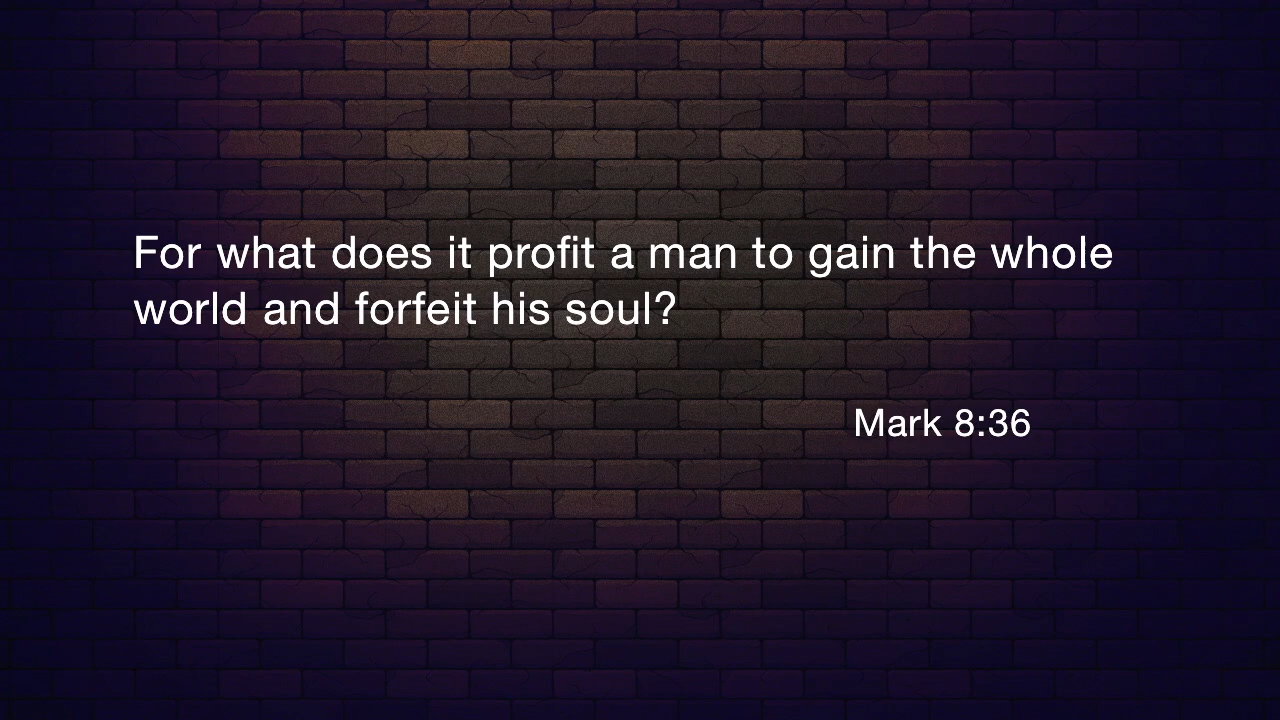 For what does it profit a man to gain the whole
world and forfeit his soul?
Mark 8:36